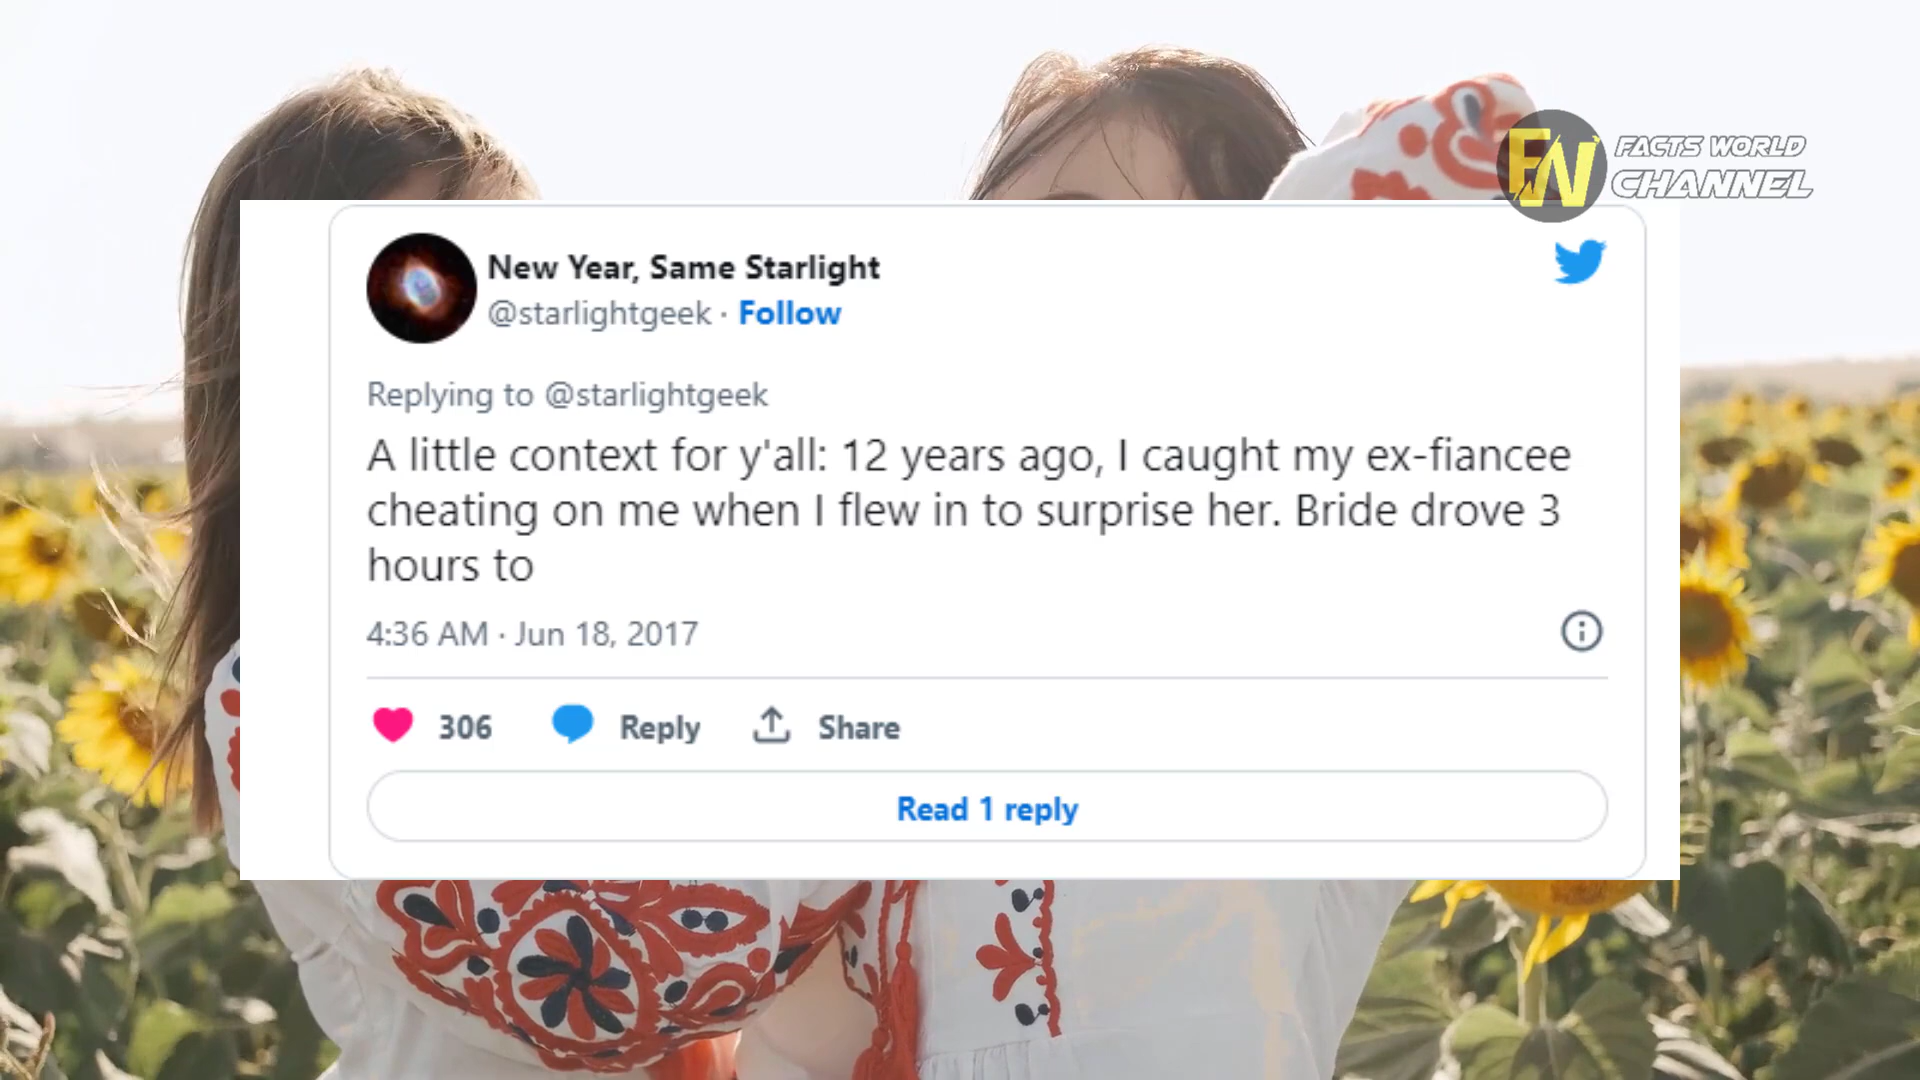 FW
FACTS WORLD
CHANNEL
New Year, Same Starlight
@starlightgeek · Follow
Replying to @starlightgeek
A little context for y'all: 12 years ago, I caught my ex-fiancee
cheating on me when I flew in to surprise her. Bride drove 3
hours to
4:36 AM · Jun 18, 2017
306
Reply
Share
Read 1 reply